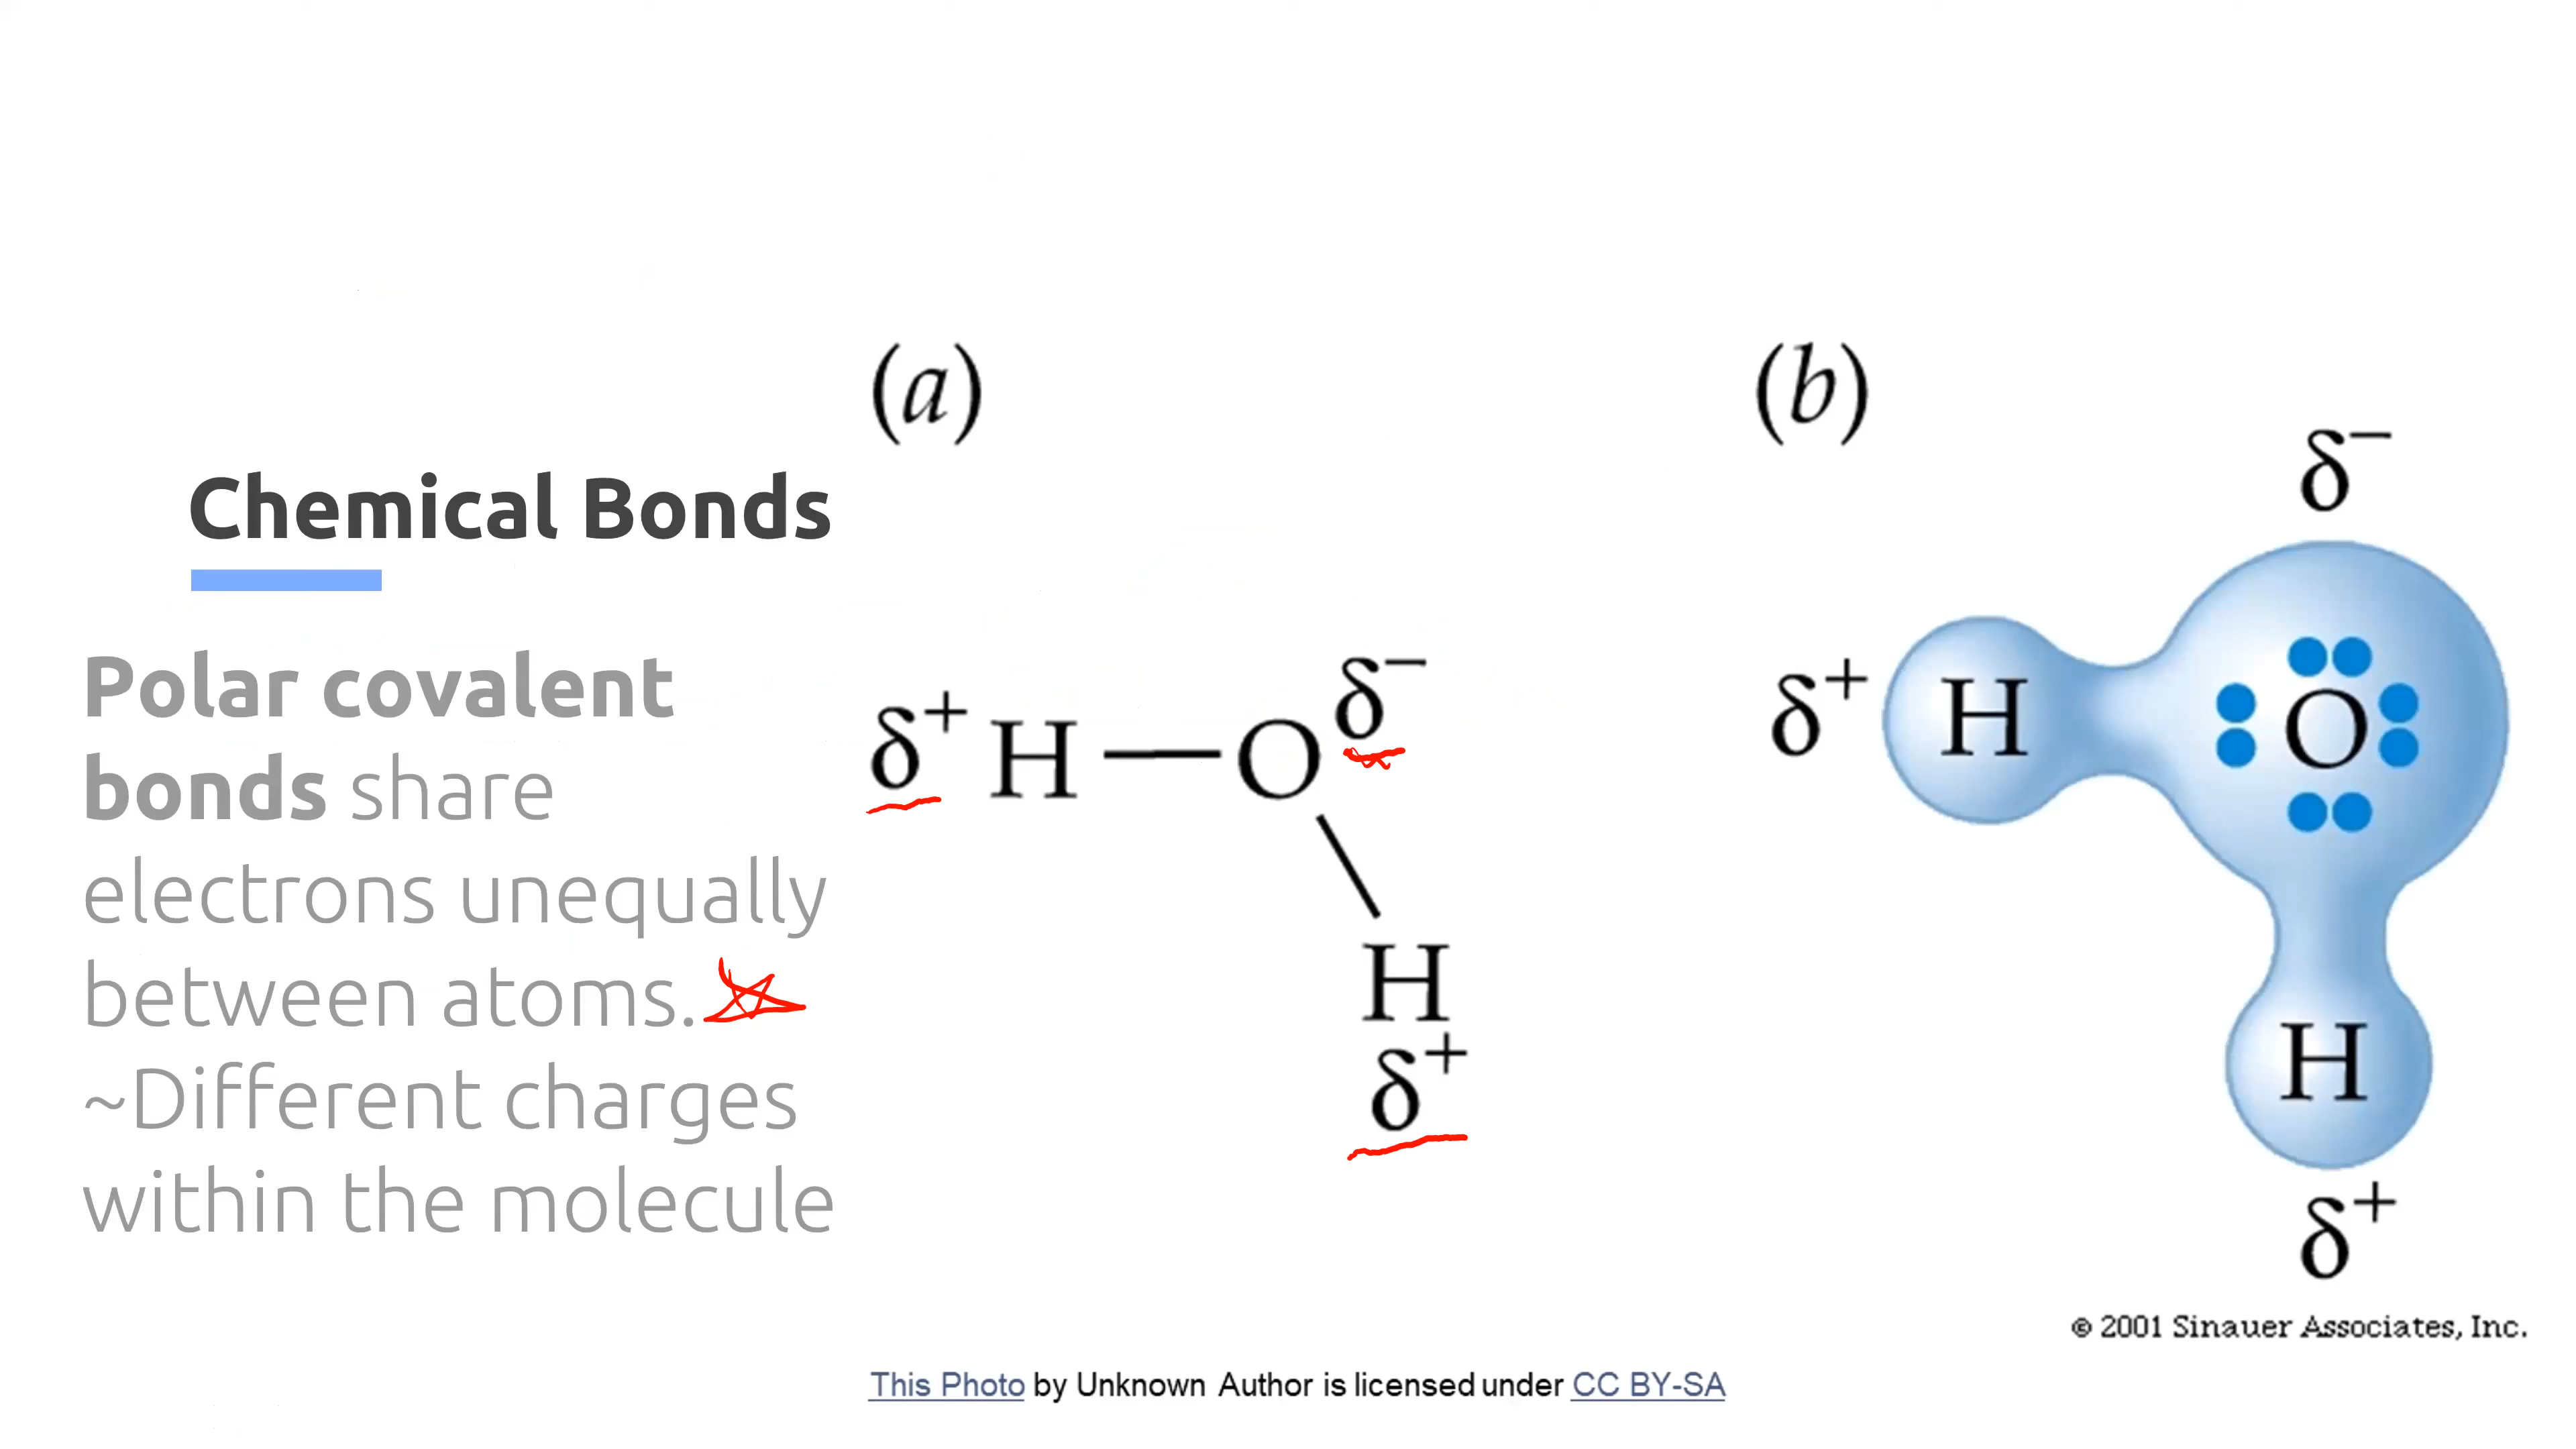 Chemical Bonds
Polar covalent
bonds share
electrons unequally
between atoms.
~Different charges
within the molecule
(a)
δ+ H—O δ−
H
δ+
(b)
δ−
δ+ H O
H
δ+
© 2001 Sinauer Associates, Inc.
This Photo by Unknown Author is licensed under CC BY-SA